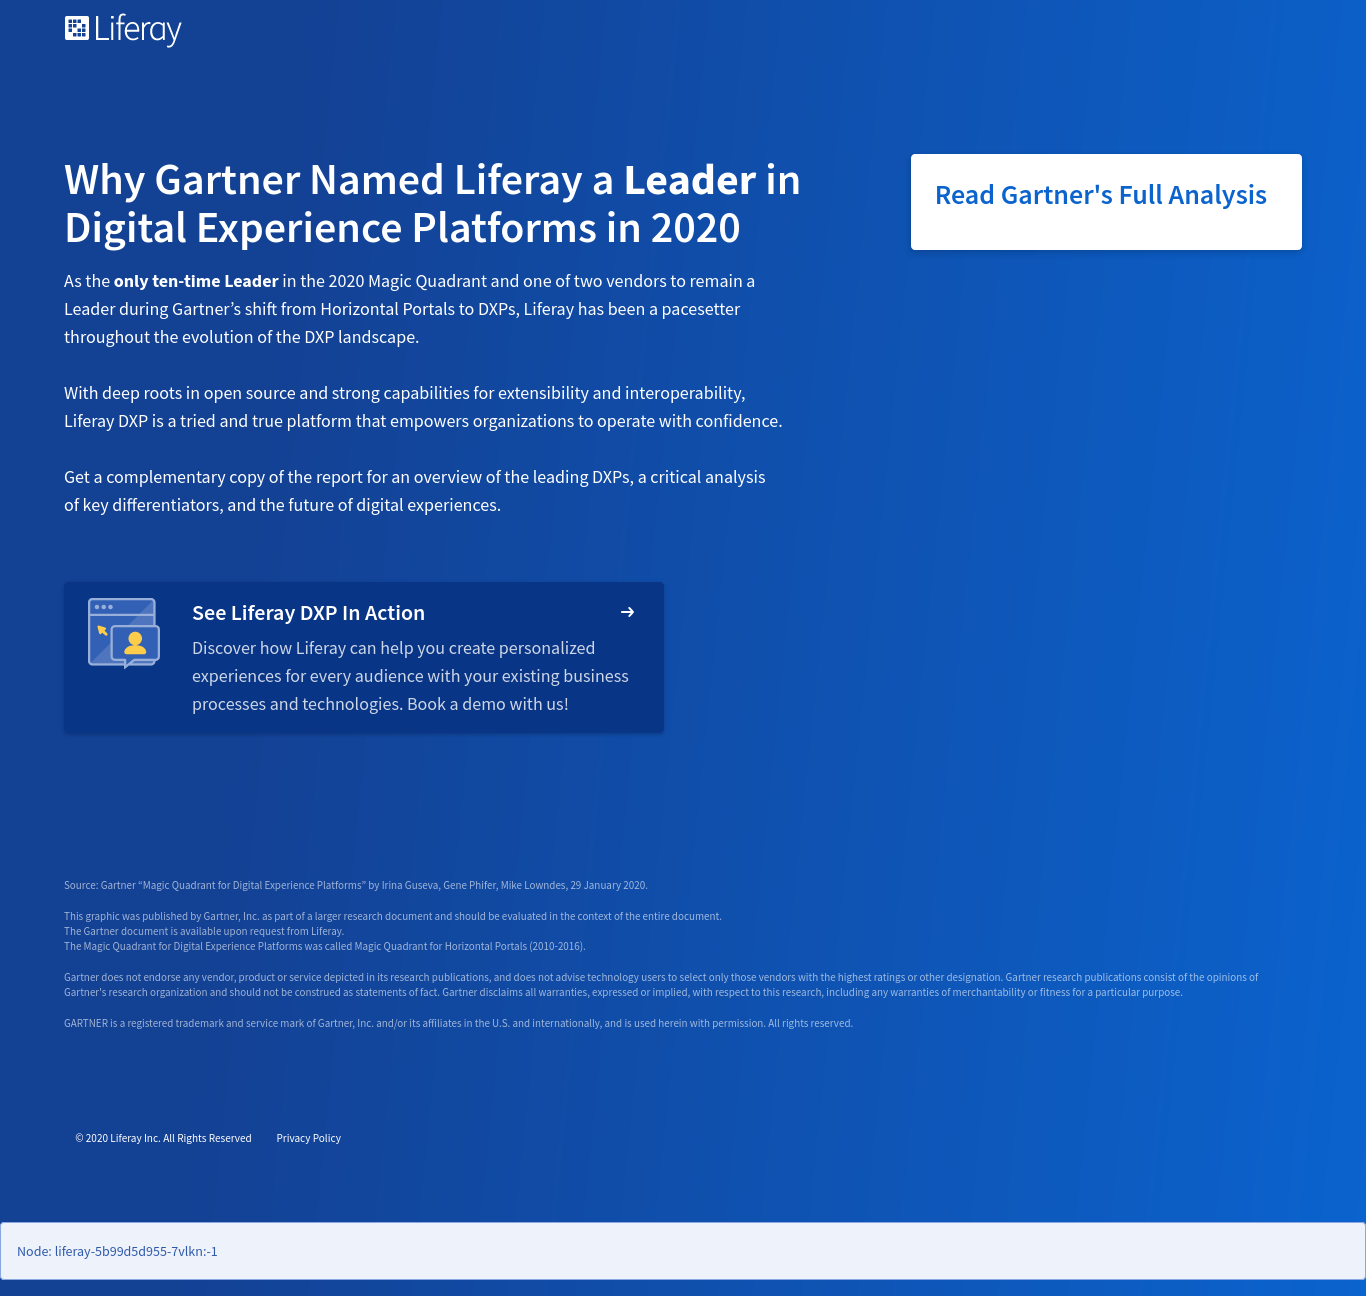 Liferay
Why Gartner Named Liferay a Leader in
Digital Experience Platforms in 2020
Read Gartner's Full Analysis
As the only ten-time Leader in the 2020 Magic Quadrant and one of two vendors to remain a
Leader during Gartner’s shift from Horizontal Portals to DXPs, Liferay has been a pacesetter
throughout the evolution of the DXP landscape.
With deep roots in open source and strong capabilities for extensibility and interoperability,
Liferay DXP is a tried and true platform that empowers organizations to operate with confidence.
Get a complementary copy of the report for an overview of the leading DXPs, a critical analysis
of key differentiators, and the future of digital experiences.
See Liferay DXP In Action
Discover how Liferay can help you create personalized
experiences for every audience with your existing business
processes and technologies. Book a demo with us!
Source: Gartner “Magic Quadrant for Digital Experience Platforms” by Irina Guseva, Gene Phifer, Mike Lowndes, 29 January 2020.
This graphic was published by Gartner, Inc. as part of a larger research document and should be evaluated in the context of the entire document.
The Gartner document is available upon request from Liferay.
The Magic Quadrant for Digital Experience Platforms was called Magic Quadrant for Horizontal Portals (2010-2016).
Gartner does not endorse any vendor, product or service depicted in its research publications, and does not advise technology users to select only those vendors with the highest ratings or other designation. Gartner research publications consist of the opinions of
Gartner's research organization and should not be construed as statements of fact. Gartner disclaims all warranties, expressed or implied, with respect to this research, including any warranties of merchantability or fitness for a particular purpose.
GARTNER is a registered trademark and service mark of Gartner, Inc. and/or its affiliates in the U.S. and internationally, and is used herein with permission. All rights reserved.
© 2020 Liferay Inc. All Rights Reserved Privacy Policy
Node: liferay-5b99d5d955-7vlkn:-1